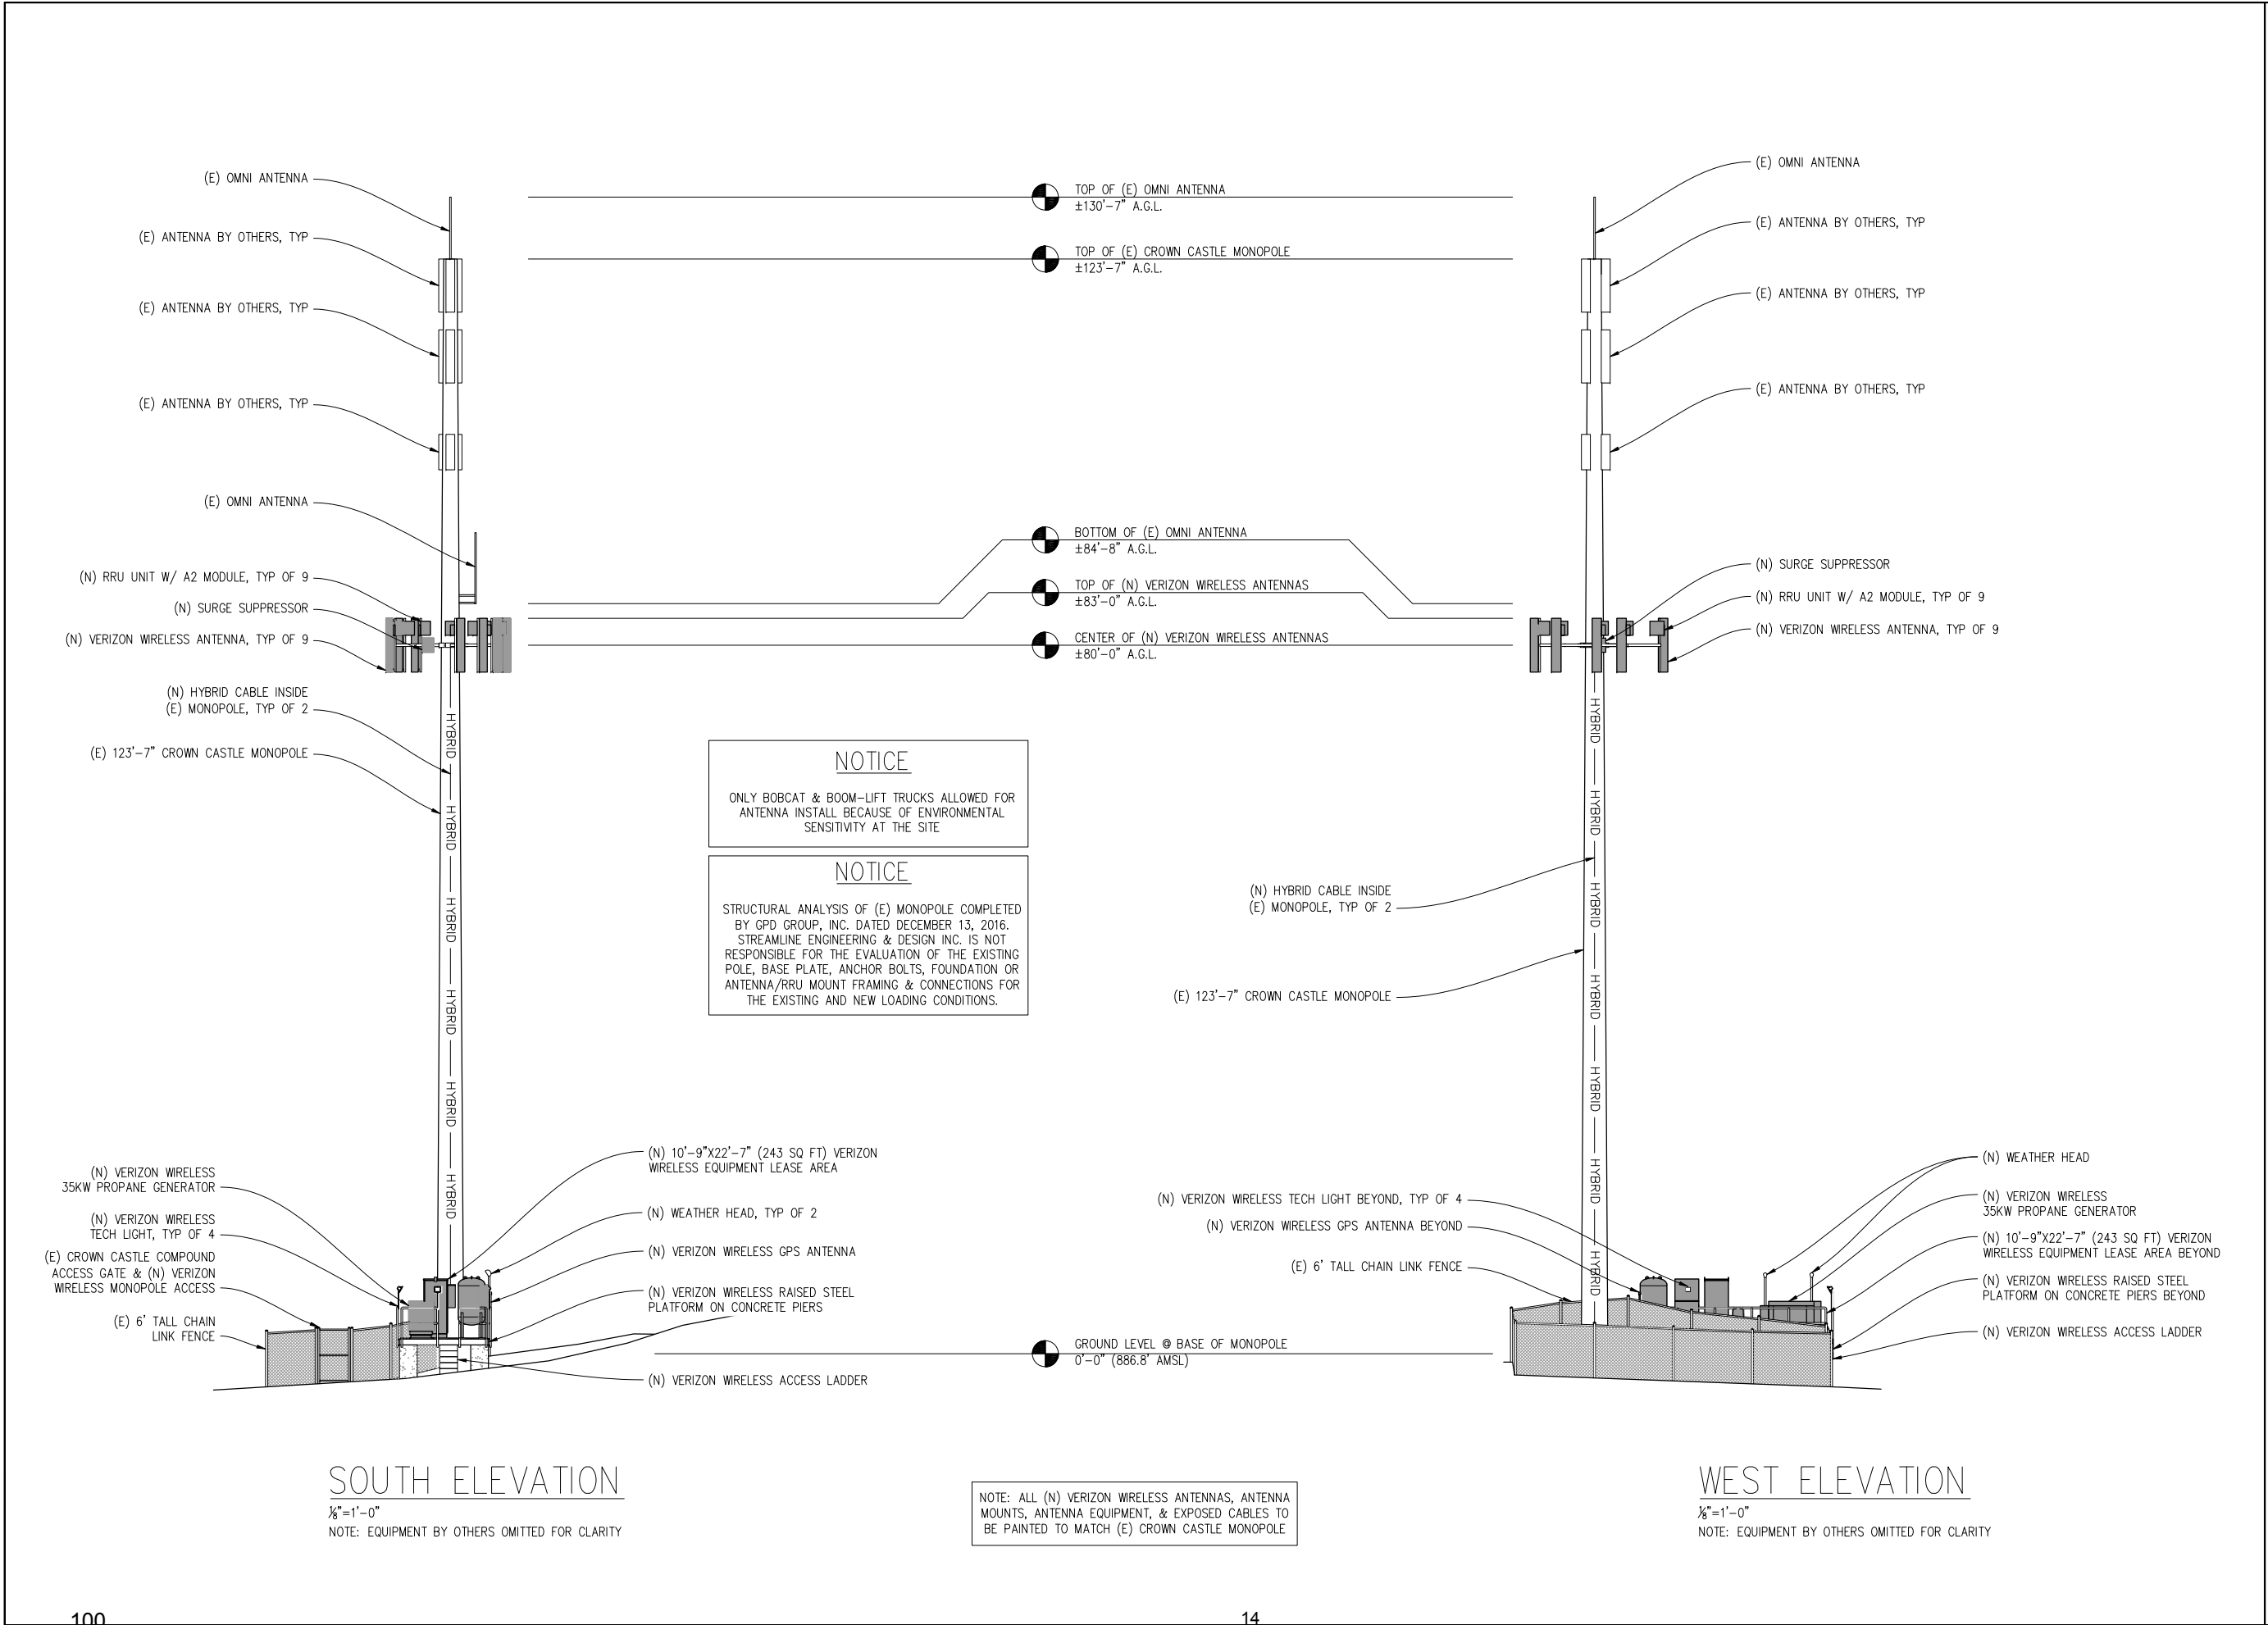 (E) OMNI ANTENNA
(E) ANTENNA BY OTHERS, TYP
(E) ANTENNA BY OTHERS, TYP
(E) ANTENNA BY OTHERS, TYP
(E) OMNI ANTENNA
(N) RRU UNIT W/ A2 MODULE, TYP OF 9
(N) SURGE SUPPRESSOR
(N) VERIZON WIRELESS ANTENNA, TYP OF 9
(N) HYBRID CABLE INSIDE
(E) MONOPOLE, TYP OF 2
(E) 123'-7" CROWN CASTLE MONOPOLE
HYBRID
HYBRID
HYBRID
HYBRID
HYBRID
HYBRID
(N) VERIZON WIRELESS
35KW PROPANE GENERATOR
(N) VERIZON WIRELESS
TECH LIGHT, TYP OF 4
(E) CROWN CASTLE COMPOUND
ACCESS GATE & (N) VERIZON
WIRELESS MONOPOLE ACCESS
(E) 6' TALL CHAIN
LINK FENCE
(N) 10'-9"X22'-7" (243 SQ FT) VERIZON
WIRELESS EQUIPMENT LEASE AREA
(N) WEATHER HEAD, TYP OF 2
(N) VERIZON WIRELESS GPS ANTENNA
(N) VERIZON WIRELESS RAISED STEEL
PLATFORM ON CONCRETE PIERS
(N) VERIZON WIRELESS ACCESS LADDER
SOUTH ELEVATION
⅛"=1'-0"
NOTE: EQUIPMENT BY OTHERS OMITTED FOR CLARITY
TOP OF (E) OMNI ANTENNA
±130'-7" A.G.L.
TOP OF (E) CROWN CASTLE MONOPOLE
±123'-7" A.G.L.
BOTTOM OF (E) OMNI ANTENNA
±84'-8" A.G.L.
TOP OF (N) VERIZON WIRELESS ANTENNAS
±83'-0" A.G.L.
CENTER OF (N) VERIZON WIRELESS ANTENNAS
±80'-0" A.G.L.
NOTICE
ONLY BOBCAT & BOOM-LIFT TRUCKS ALLOWED FOR
ANTENNA INSTALL BECAUSE OF ENVIRONMENTAL
SENSITIVITY AT THE SITE
NOTICE
STRUCTURAL ANALYSIS OF (E) MONOPOLE COMPLETED
BY GPD GROUP, INC. DATED DECEMBER 13, 2016.
STREAMLINE ENGINEERING & DESIGN INC. IS NOT
RESPONSIBLE FOR THE EVALUATION OF THE EXISTING
POLE, BASE PLATE, ANCHOR BOLTS, FOUNDATION OR
ANTENNA/RRU MOUNT FRAMING & CONNECTIONS FOR
THE EXISTING AND NEW LOADING CONDITIONS.
GROUND LEVEL @ BASE OF MONOPOLE
0'-0" (886.8' AMSL)
NOTE: ALL (N) VERIZON WIRELESS ANTENNAS, ANTENNA
MOUNTS, ANTENNA EQUIPMENT, & EXPOSED CABLES TO
BE PAINTED TO MATCH (E) CROWN CASTLE MONOPOLE
(E) OMNI ANTENNA
(E) ANTENNA BY OTHERS, TYP
(E) ANTENNA BY OTHERS, TYP
(E) ANTENNA BY OTHERS, TYP
(N) SURGE SUPPRESSOR
(N) RRU UNIT W/ A2 MODULE, TYP OF 9
(N) VERIZON WIRELESS ANTENNA, TYP OF 9
(N) HYBRID CABLE INSIDE
(E) MONOPOLE, TYP OF 2
(E) 123'-7" CROWN CASTLE MONOPOLE
HYBRID
HYBRID
HYBRID
HYBRID
HYBRID
HYBRID
HYBRID
(N) VERIZON WIRELESS TECH LIGHT BEYOND, TYP OF 4
(N) VERIZON WIRELESS GPS ANTENNA BEYOND
(E) 6' TALL CHAIN LINK FENCE
(N) WEATHER HEAD
(N) VERIZON WIRELESS
35KW PROPANE GENERATOR
(N) 10'-9"X22'-7" (243 SQ FT) VERIZON
WIRELESS EQUIPMENT LEASE AREA BEYOND
(N) VERIZON WIRELESS RAISED STEEL
PLATFORM ON CONCRETE PIERS BEYOND
(N) VERIZON WIRELESS ACCESS LADDER
WEST ELEVATION
⅛"=1'-0"
NOTE: EQUIPMENT BY OTHERS OMITTED FOR CLARITY
100
14